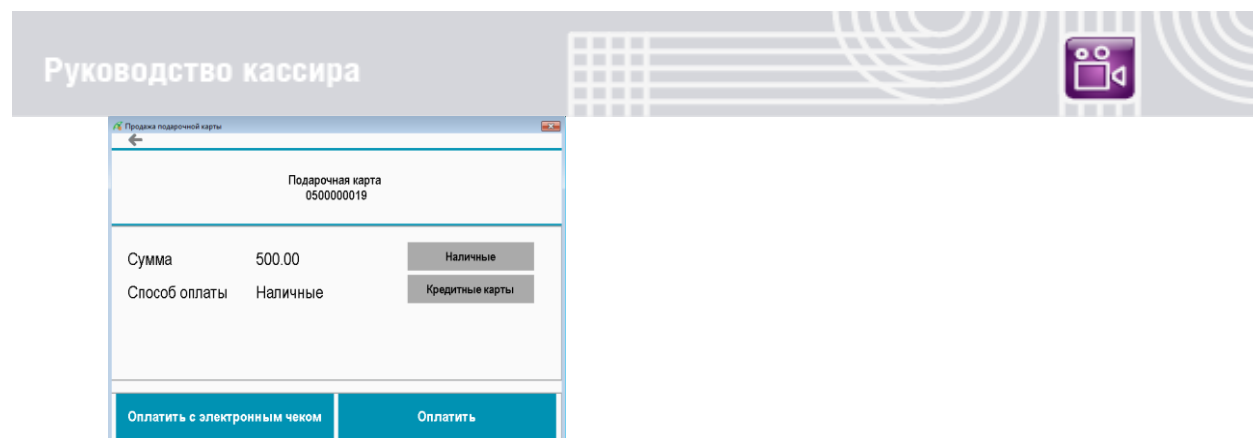 Руководство кассира
Продажа подарочной карты
Подарочная карта
0500000019
Сумма 500.00 Наличные
Способ оплаты Наличные Кредитные карты
Оплатить с электронным чеком Оплатить